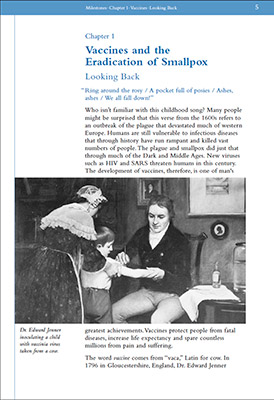 Milestones: Chapter 1-Vaccines: Looking Back 5
Chapter 1
Vaccines and the
Eradication of Smallpox
Looking Back
"Ring around the rosy / A pocket full of posies / Ashes,
ashes / We all fall down!"
Who isn't familiar with this childhood song? Many people
might be surprised that this verse from the 1600s refers to
an outbreak of the plague that devastated much of western
Europe. Humans are still vulnerable to infectious diseases
that through history have run rampant and killed vast
numbers of people. The plague and smallpox did just that
through much of the Dark and Middle Ages. New viruses
such as HIV and SARS threaten humans in this century.
The development of vaccines, therefore, is one of man's
Dr. Edward Jenner
inoculating a child
with vaccinia virus
taken from a cow.
greatest achievements. Vaccines protect people from fatal
diseases, increase life expectancy and spare countless
millions from pain and suffering.
The word vaccine comes from "vaca," Latin for cow. In
1796 in Gloucestershire, England, Dr. Edward Jenner